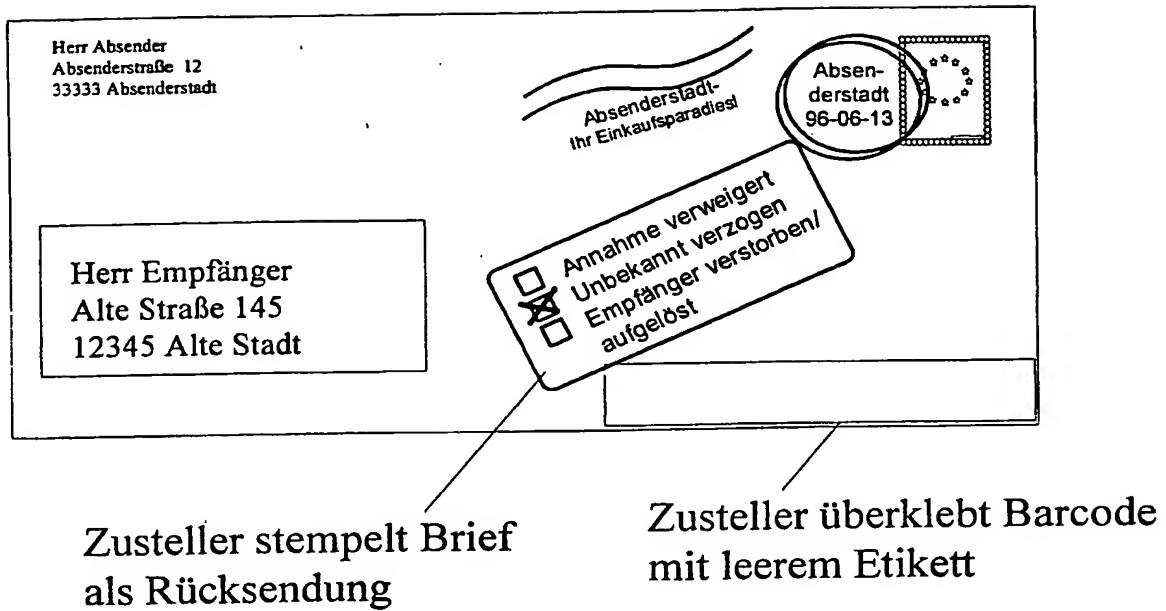 Herr Absender
Absenderstraße 12
33333 Absenderstadt
Absenderstadt-
Ihr Einkaufsparadies!
Absen-
derstadt
96-06-13
Annahme verweigert
Unbekannt verzogen
Empfänger verstorben/
aufgelöst
Herr Empfänger
Alte Straße 145
12345 Alte Stadt
Zusteller stempelt Brief
als Rücksendung
Zusteller überklebt Barcode
mit leerem Etikett